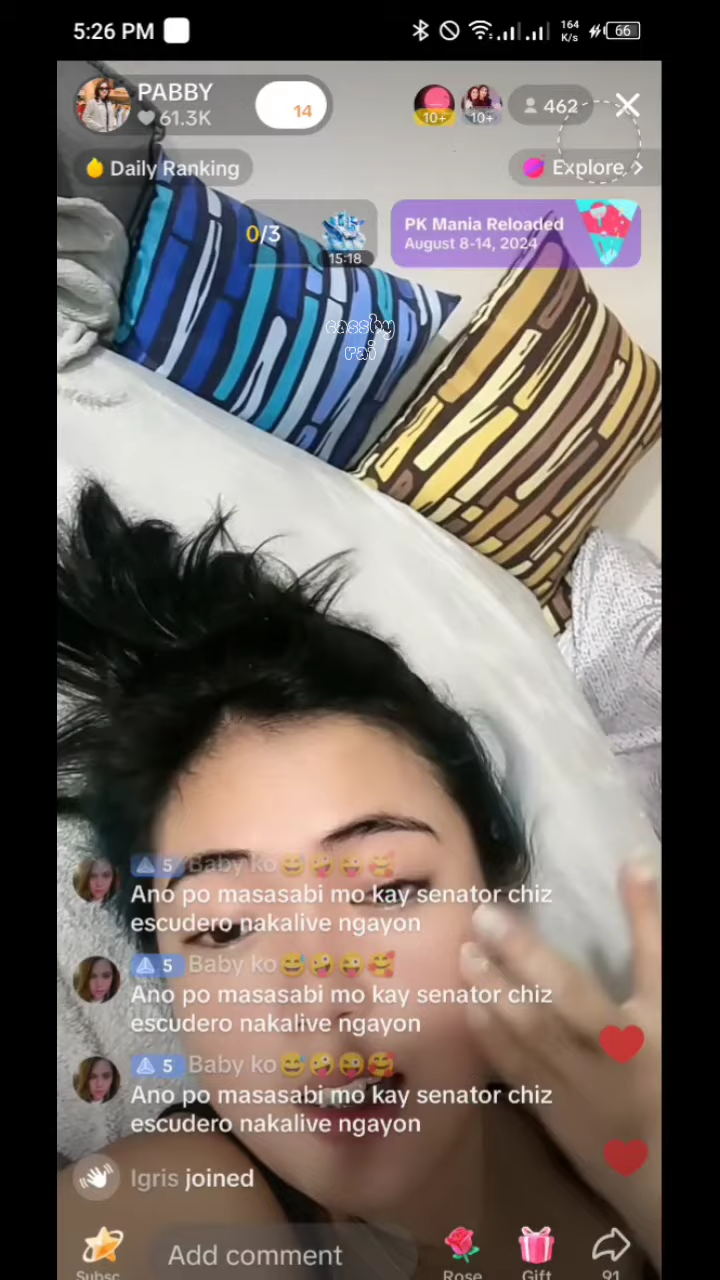 5:26 PM
164
K/s
66
PABBY
61.3K
14
10+
10+
462
Daily Ranking
Explore
0/3
15:18
PK Mania Reloaded
August 8-14, 2024
cassby
rai
5 Baby ko😅🤪😜🥰
Ano po masasabi mo kay senator chiz
escudero nakalive ngayon
5 Baby ko😅🤪😜🥰
Ano po masasabi mo kay senator chiz
escudero nakalive ngayon
5 Baby ko😅🤪😜🥰
Ano po masasabi mo kay senator chiz
escudero nakalive ngayon
Igris joined
Add comment
Subsc
Rose
Gift
91